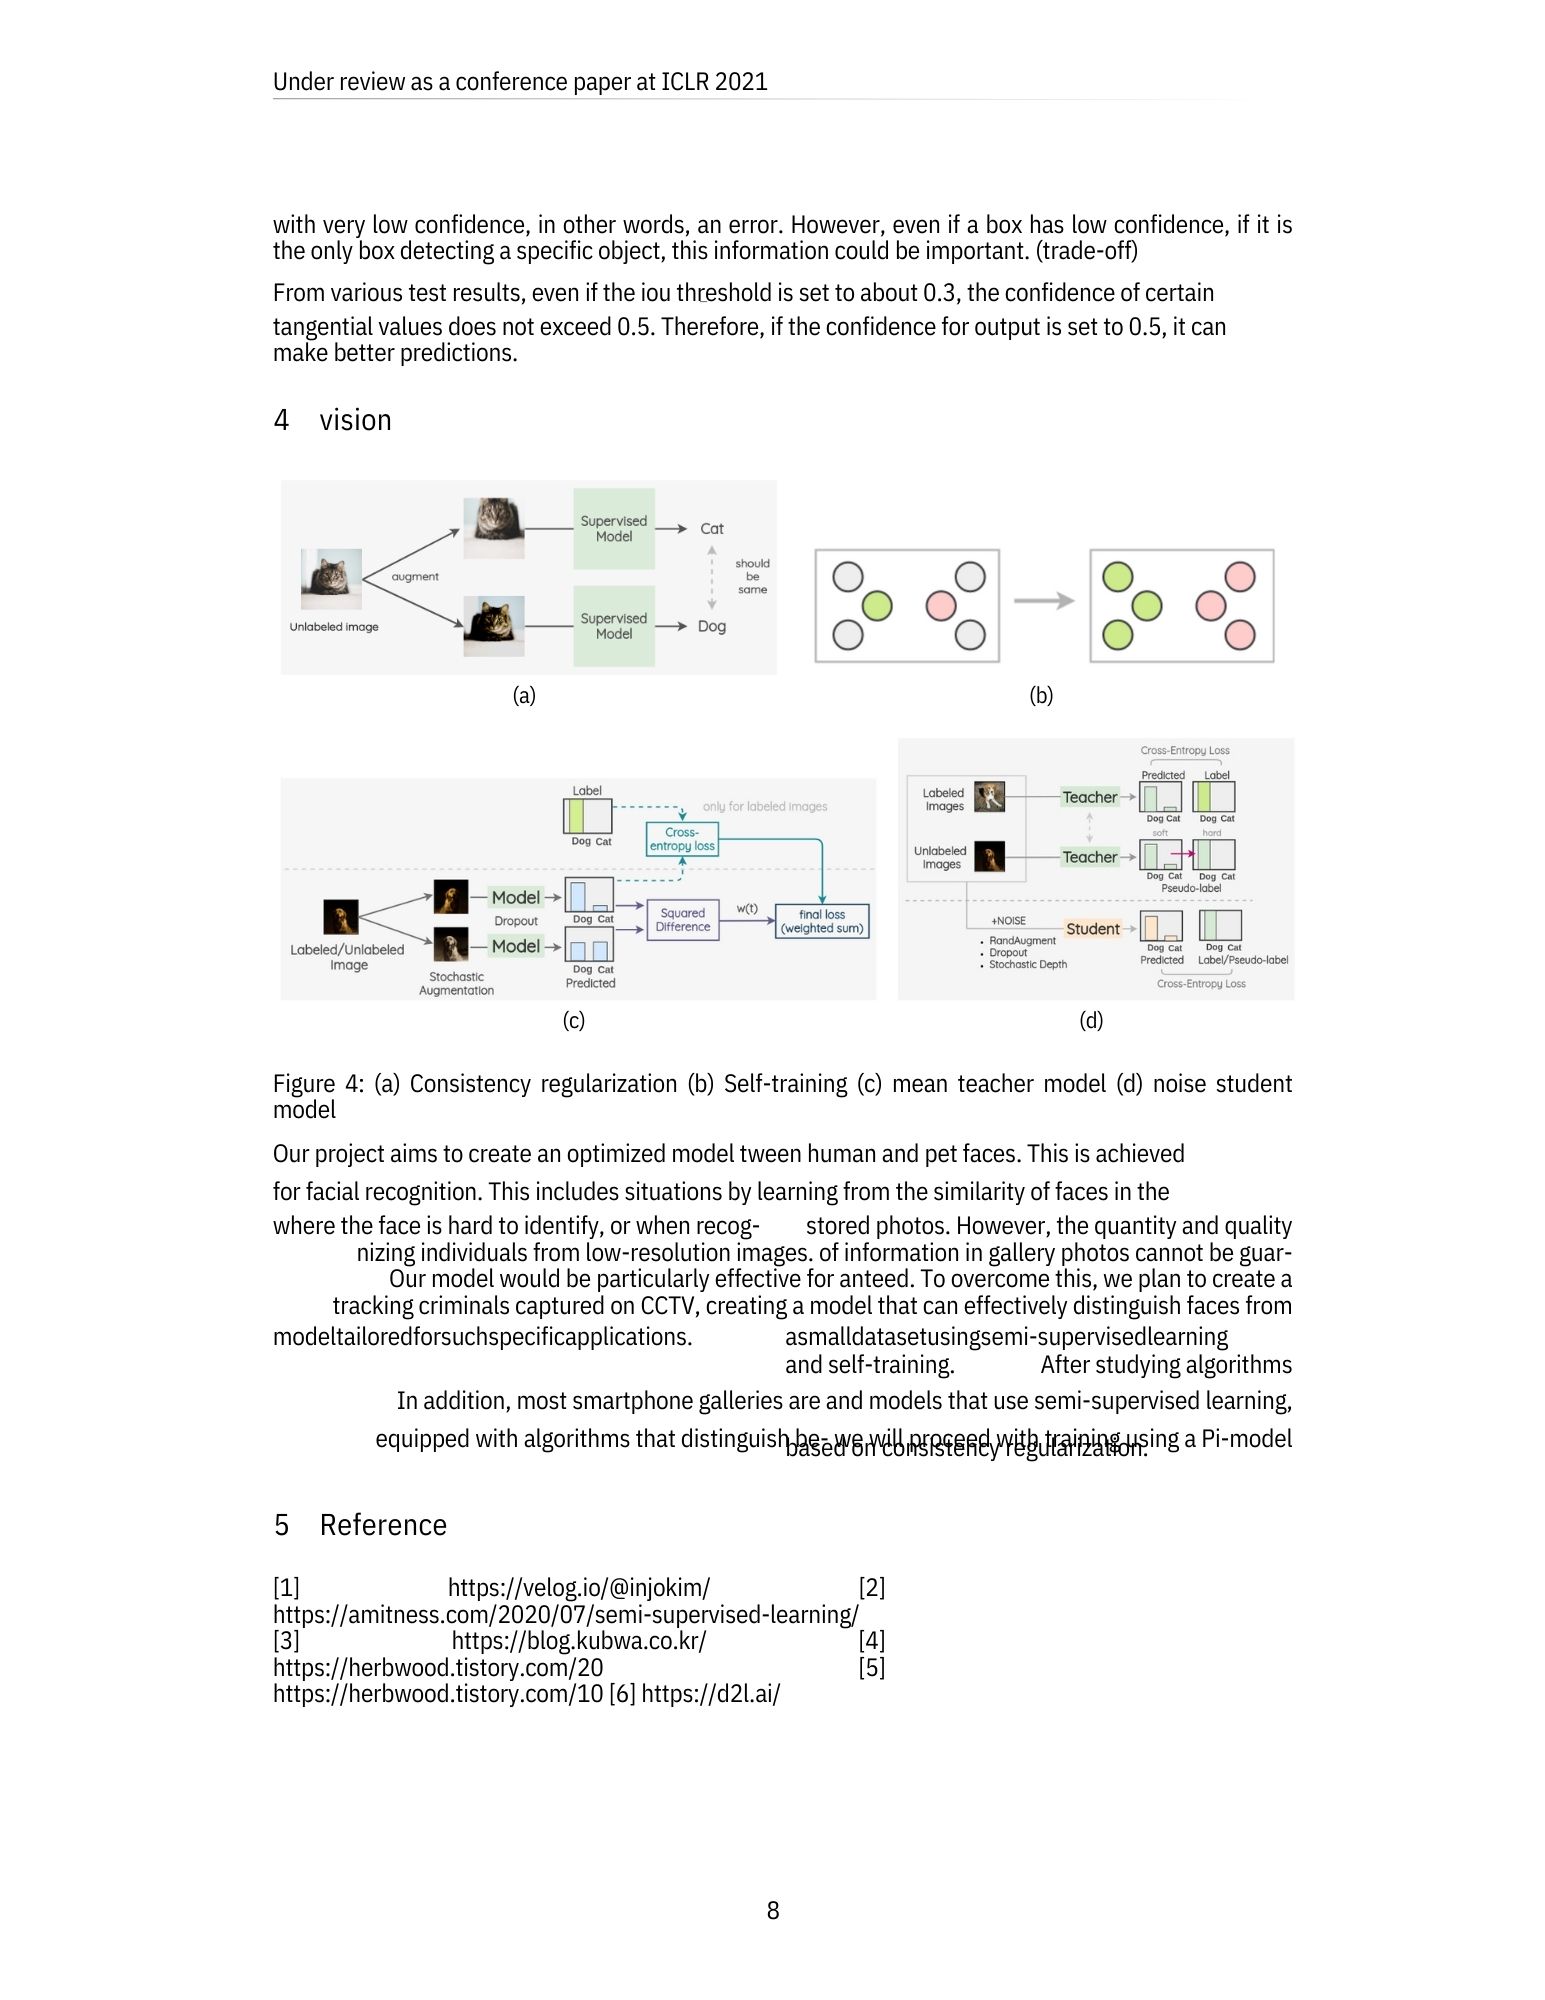 Under review as a conference paper at ICLR 2021
with very low confidence, in other words, an error. However, even if a box has low confidence, if it is
the only box detecting a specific object, this information could be important. (trade-off)
From various test results, even if the iou threshold is set to about 0.3, the confidence of certain
tangential values does not exceed 0.5. Therefore, if the confidence for output is set to 0.5, it can
make better predictions.
4 vision
Unlabeled image
augment
Supervised
Model
Cat
should
be
same
Supervised
Model
Dog
(a)
(b)
Label
Dog Cat
only for labeled images
Cross-
entropy loss
Labeled/Unlabeled
Image
Stochastic
Augmentation
Model
Dropout
Model
Dog Cat
Dog Cat
Predicted
Squared
Difference
w(t)
final loss
(weighted sum)
(c)
Cross-Entropy Loss
Predicted Label
Labeled
Images
Teacher
Dog Cat Dog Cat
soft hard
Unlabeled
Images
Teacher
Dog Cat Dog Cat
Pseudo-label
+NOISE
• RandAugment
• Dropout
• Stochastic Depth
Student
Dog Cat Dog Cat
Predicted Label/Pseudo-label
Cross-Entropy Loss
(d)
Figure 4: (a) Consistency regularization (b) Self-training (c) mean teacher model (d) noise student
model
Our project aims to create an optimized model tween human and pet faces. This is achieved
for facial recognition. This includes situations by learning from the similarity of faces in the
where the face is hard to identify, or when recog- stored photos. However, the quantity and quality
nizing individuals from low-resolution images. of information in gallery photos cannot be guar-
Our model would be particularly effective for anteed. To overcome this, we plan to create a
tracking criminals captured on CCTV, creating a model that can effectively distinguish faces from
modeltailoredforsuchspecificapplications. asmalldatasetusingsemi-supervisedlearning
and self-training. After studying algorithms
In addition, most smartphone galleries are and models that use semi-supervised learning,
equipped with algorithms that distinguish be- we will proceed with training using a Pi-model
based on consistency regularization.
5 Reference
[1] https://velog.io/@injokim/ [2]
https://amitness.com/2020/07/semi-supervised-learning/
[3] https://blog.kubwa.co.kr/ [4]
https://herbwood.tistory.com/20 [5]
https://herbwood.tistory.com/10 [6] https://d2l.ai/
8